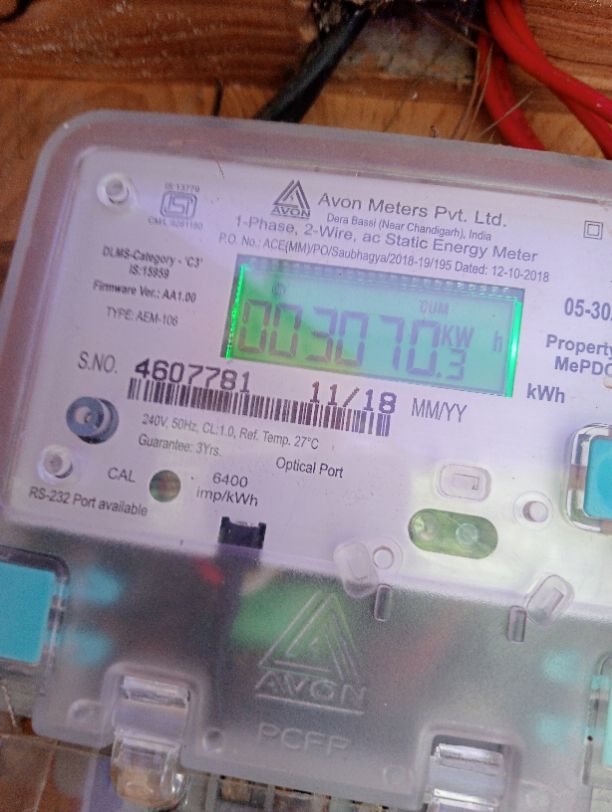 IS:13779
ISI
AVON
Avon Meters Pvt. Ltd.
Dera Bassi (Near Chandigarh), India
1-Phase, 2-Wire, ac Static Energy Meter
P.O. No.: ACE(MM)/PO/Saubhagya/2018-19/195 Dated: 12-10-2018
DLMS-Category - 'C3'
IS:15959
Firmware Ver.: AA1.00
TYPE: AEM-106
CUM
003070.3 KW h
05-30
Property
MePDC
kWh
S.NO. 4607781 11/18 MM/YY
240V, 50Hz, CL:1.0, Ref. Temp. 27°C
Guarantee: 3Yrs.
Optical Port
CAL
6400
imp/kWh
RS-232 Port available
AVON